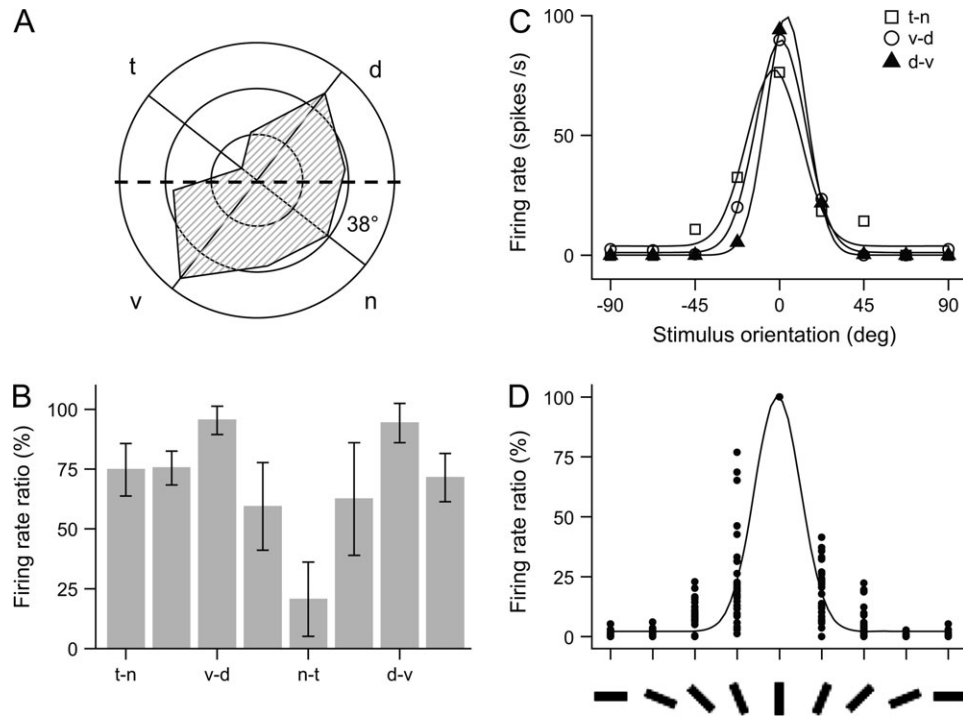 A
t
d
38°
v
n
B
Firing rate ratio (%)
100
75
50
25
0
t-n
v-d
n-t
d-v
C
Firing rate (spikes /s)
100
50
0
t-n
v-d
d-v
-90
-45
0
45
90
Stimulus orientation (deg)
D
Firing rate ratio (%)
100
75
50
25
0